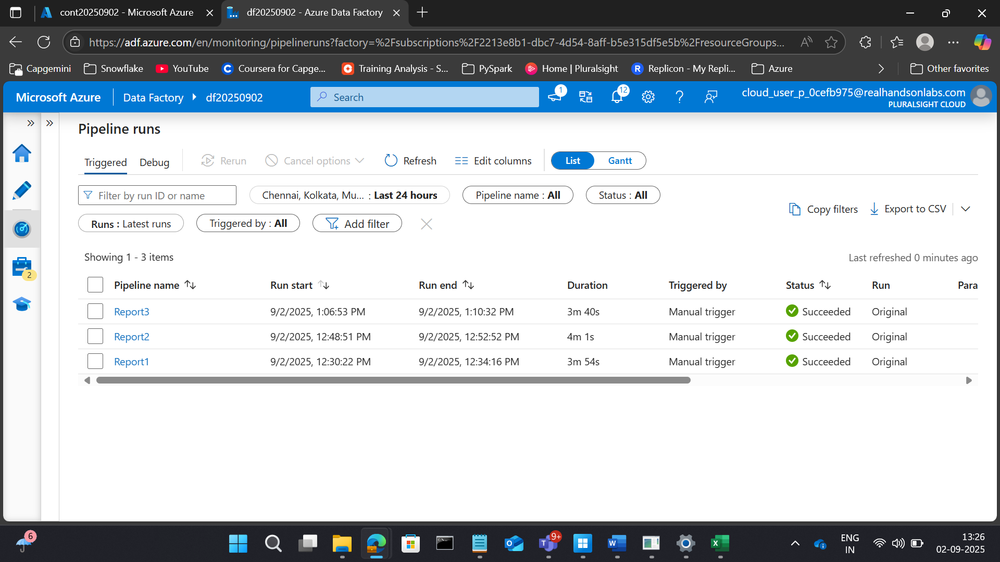 cont20250902 - Microsoft Azure
df20250902 - Azure Data Factory
https://adf.azure.com/en/monitoring/pipelineruns?factory=%2Fsubscriptions%2F2213e8b1-dbc7-4d54-8aff-b5e315df5e5b%2FresourceGroups...
Capgemini Snowflake YouTube Coursera for Capge... Training Analysis - S... PySpark Home | Pluralsight Replicon - My Repli... Azure Other favorites
Microsoft Azure Data Factory df20250902 Search 1 12 cloud_user_p_0cefb975@realhandsonlabs.com
PLURALSIGHT CLOUD
Pipeline runs
Triggered Debug Rerun Cancel options Refresh Edit columns List Gantt
Filter by run ID or name Chennai, Kolkata, Mu... : Last 24 hours Pipeline name : All Status : All
Copy filters Export to CSV
Runs : Latest runs Triggered by : All Add filter
2
Showing 1 - 3 items Last refreshed 0 minutes ago
Pipeline name Run start Run end Duration Triggered by Status Run Para
Report3 9/2/2025, 1:06:53 PM 9/2/2025, 1:10:32 PM 3m 40s Manual trigger Succeeded Original
Report2 9/2/2025, 12:48:51 PM 9/2/2025, 12:52:52 PM 4m 1s Manual trigger Succeeded Original
Report1 9/2/2025, 12:30:22 PM 9/2/2025, 12:34:16 PM 3m 54s Manual trigger Succeeded Original
6
9+
ENG
IN
13:26
02-09-2025